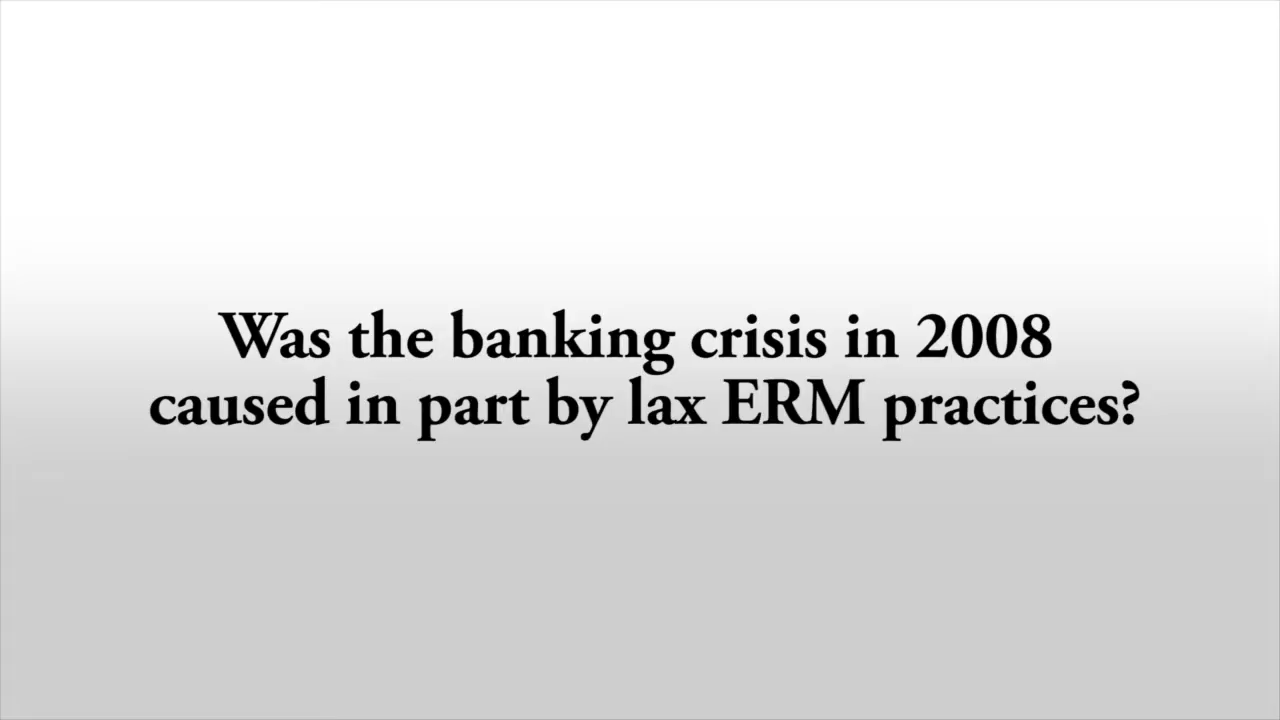 Was the banking crisis in 2008
caused in part by lax ERM practices?